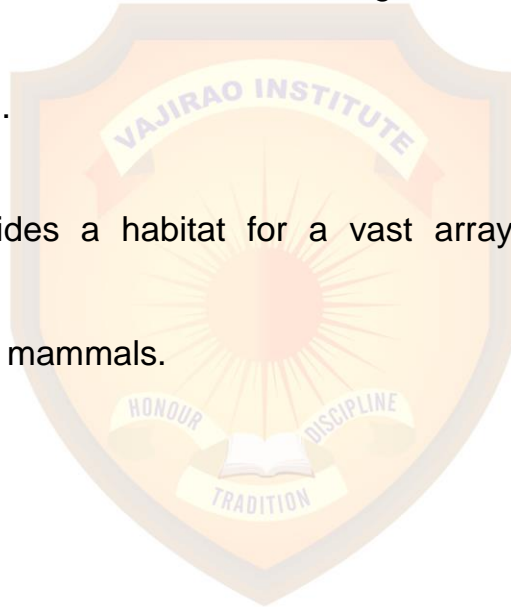 VAJIRAO INSTITUTE
.
ides a habitat for a vast array
mammals.
HONOUR
DISCIPLINE
TRADITION